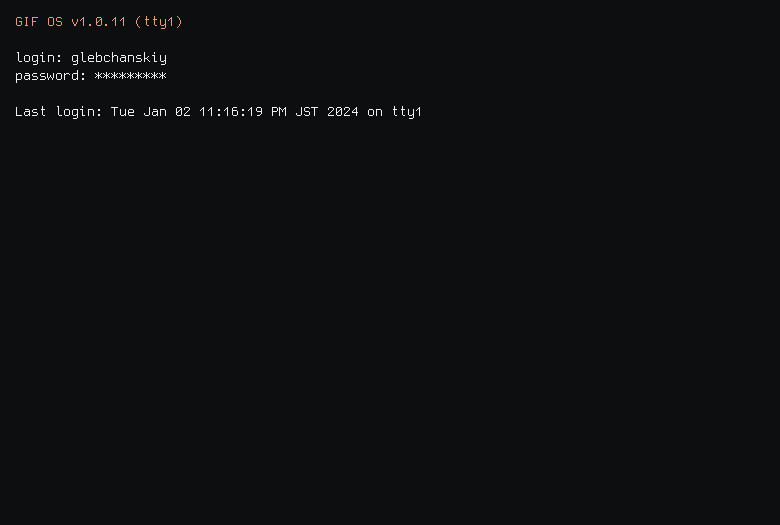 GIF OS v1.0.11 (tty1)
login: glebchanskiy
password: *********
Last login: Tue Jan 02 11:16:19 PM JST 2024 on tty1